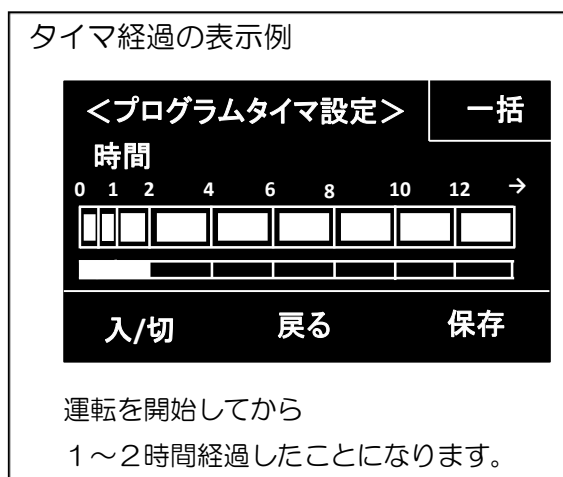 タイマ経過の表示例
＜プログラムタイマ設定＞ 一括
時間
0 1 2 4 6 8 10 12 →
入/切 戻る 保存
運転を開始してから
１～２時間経過したことになります。